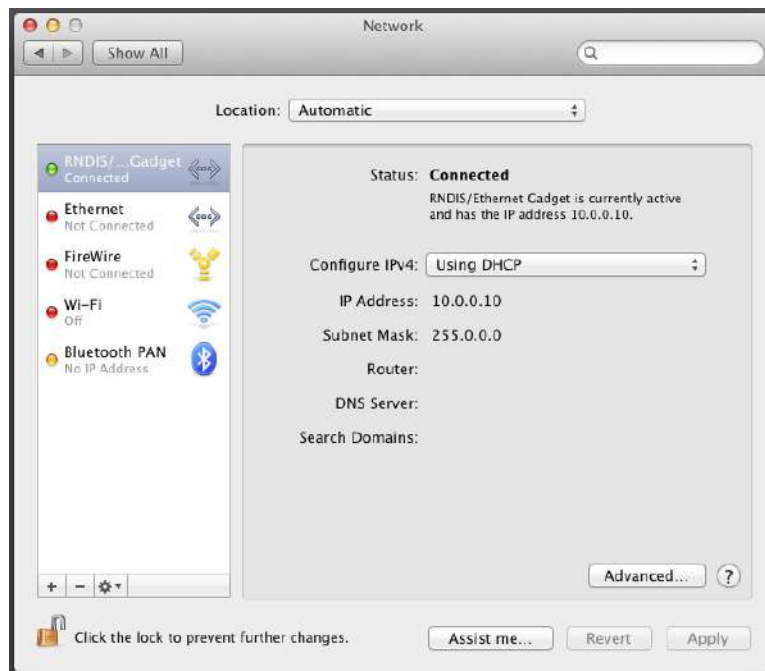 Network
Show All
Location: Automatic
RNDIS/...Gadget
Connected
Ethernet
Not Connected
FireWire
Not Connected
Wi-Fi
Off
Bluetooth PAN
No IP Address
Status: Connected
RNDIS/Ethernet Gadget is currently active
and has the IP address 10.0.0.10.
Configure IPv4: Using DHCP
IP Address: 10.0.0.10
Subnet Mask: 255.0.0.0
Router:
DNS Server:
Search Domains:
Advanced... ?
Click the lock to prevent further changes.
Assist me... Revert Apply